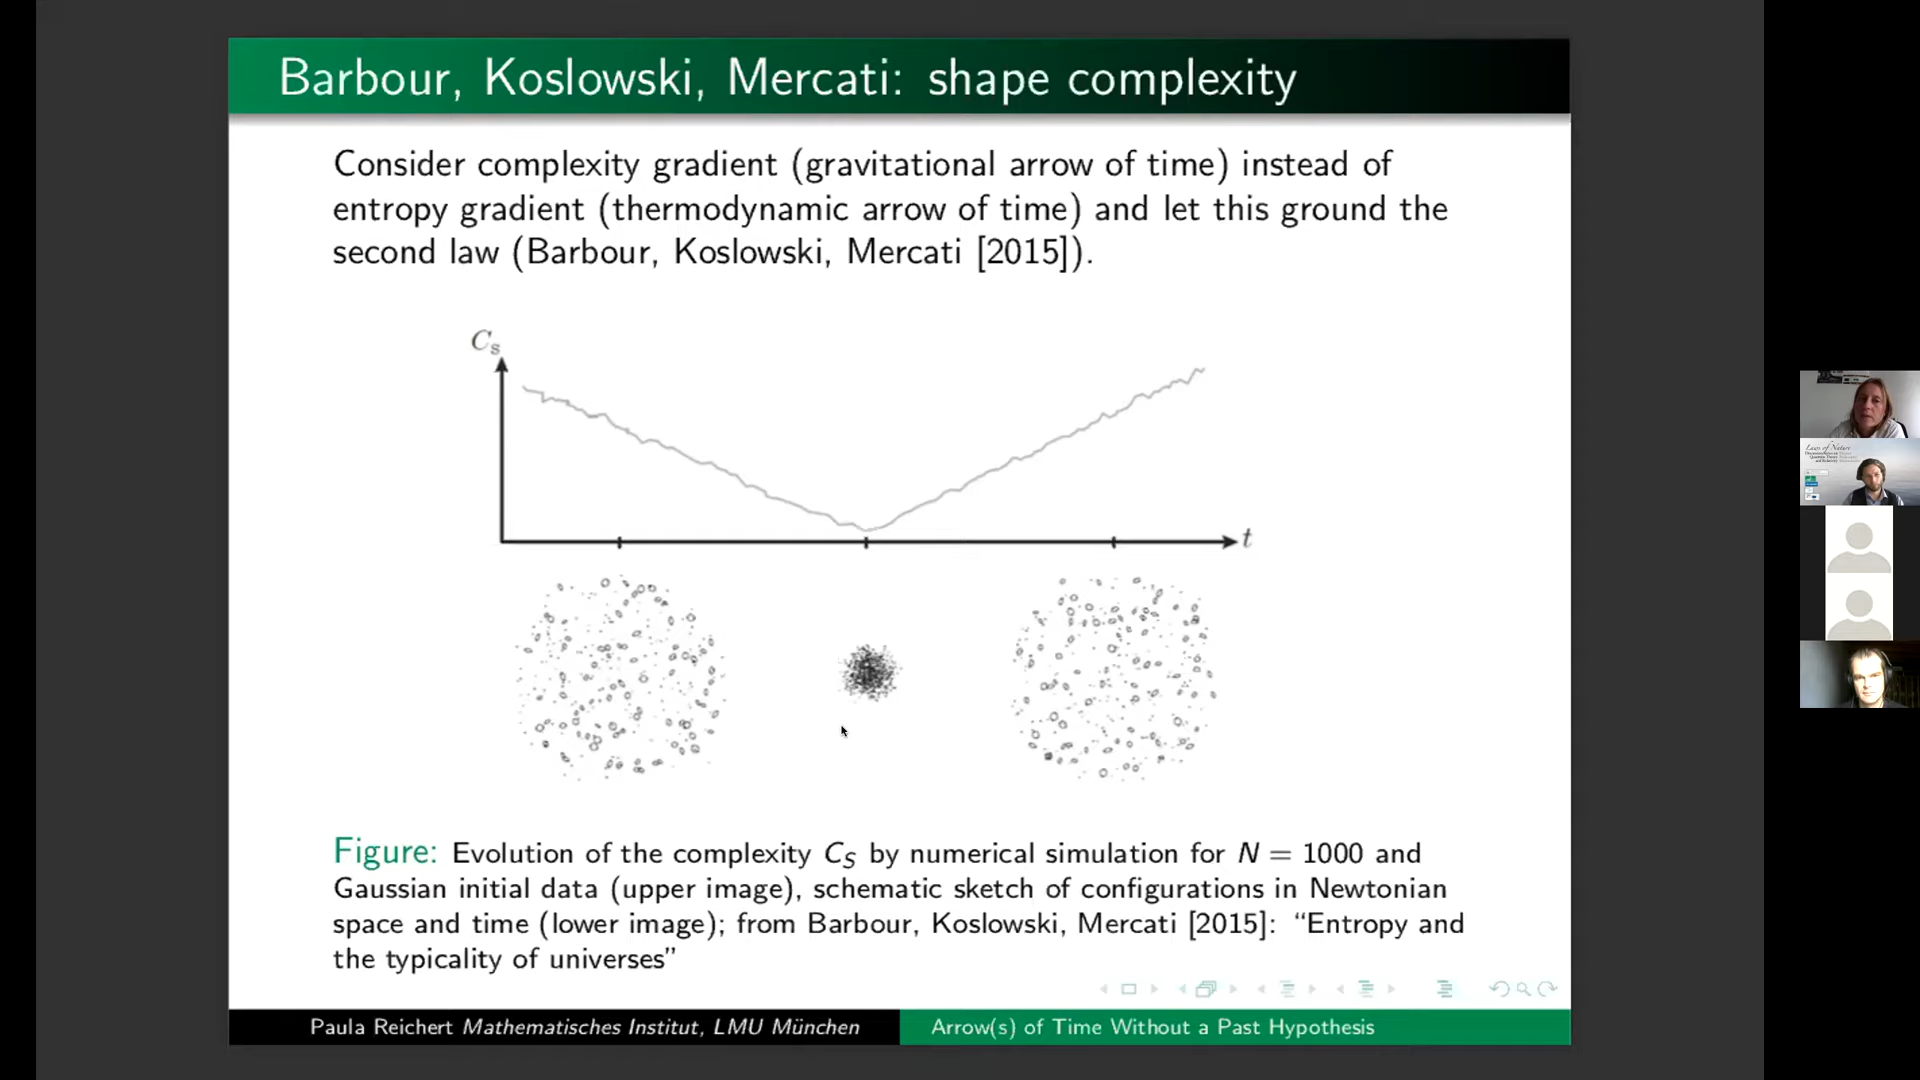 Barbour, Koslowski, Mercati: shape complexity
Consider complexity gradient (gravitational arrow of time) instead of
entropy gradient (thermodynamic arrow of time) and let this ground the
second law (Barbour, Koslowski, Mercati [2015]).
Cs
t
Figure: Evolution of the complexity CS by numerical simulation for N = 1000 and
Gaussian initial data (upper image), schematic sketch of configurations in Newtonian
space and time (lower image); from Barbour, Koslowski, Mercati [2015]: “Entropy and
the typicality of universes”
Paula Reichert Mathematisches Institut, LMU München
Arrow(s) of Time Without a Past Hypothesis
Laws of Nature